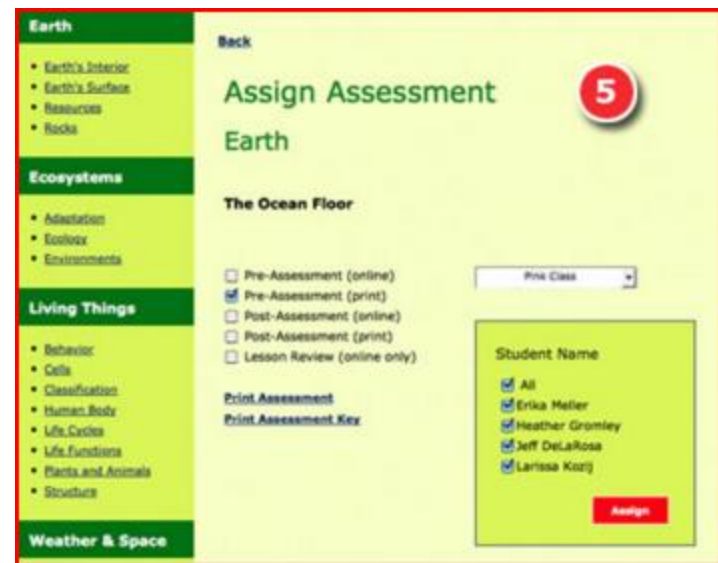 Earth
Earth's Interior
Earth's Surface
Resources
Rocks
Ecosystems
Adaptation
Ecology
Environments
Living Things
Behavior
Cells
Classification
Human Body
Life Cycles
Life Functions
Plants and Animals
Structure
Weather & Space
Back
Assign Assessment
5
Earth
The Ocean Floor
Pre-Assessment (online)
Pre-Assessment (print)
Post-Assessment (online)
Post-Assessment (print)
Lesson Review (online only)
Print Assessment
Print Assessment Key
Pink Class
Student Name
All
Erika Meller
Heather Gromley
Jeff DeLaRosa
Larissa Kozij
Assign